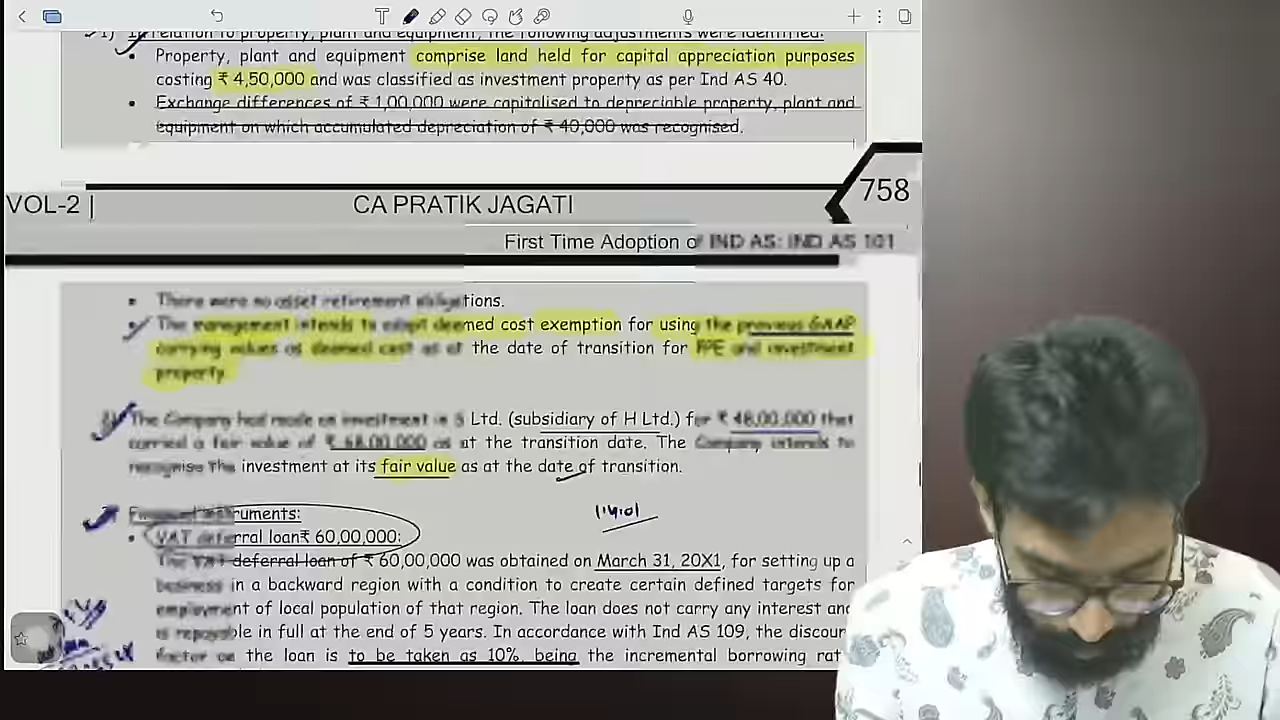 1) In relation to property, plant and equipment, the following adjustments were identified:
• Property, plant and equipment comprise land held for capital appreciation purposes
costing ₹ 4,50,000 and was classified as investment property as per Ind AS 40.
• Exchange differences of ₹ 1,00,000 were capitalised to depreciable property, plant and
equipment on which accumulated depreciation of ₹ 40,000 was recognised.
758
VOL-2 | CA PRATIK JAGATI
First Time Adoption of IND AS: IND AS 101
• There were no asset retirement obligations.
• The management intends to adopt deemed cost exemption for using the previous GAAP
carrying values as deemed cost as at the date of transition for PPE and investment
property.
The Company had made an investment in S Ltd. (subsidiary of H Ltd.) for ₹ 48,00,000 that
carried a fair value of ₹ 68,00,000 as at the transition date. The Company intends to
recognise the investment at its fair value as at the date of transition.
Financial instruments:
• VAT deferral loan₹ 60,00,000:
The VAT deferral loan of ₹ 60,00,000 was obtained on March 31, 20X1, for setting up a
business in a backward region with a condition to create certain defined targets for
employment of local population of that region. The loan does not carry any interest and
is repayable in full at the end of 5 years. In accordance with Ind AS 109, the discoun
factor on the loan is to be taken as 10%, being the incremental borrowing rat